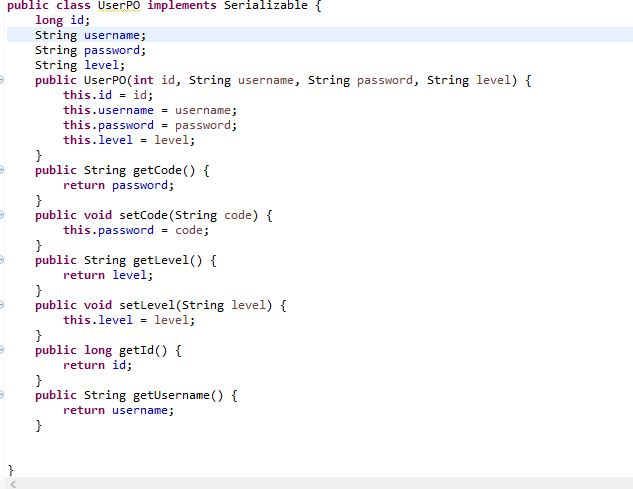 public class UserPO implements Serializable {
    long id;
    String username;
    String password;
    String level;
    public UserPO(int id, String username, String password, String level) {
        this.id = id;
        this.username = username;
        this.password = password;
        this.level = level;
    }
    public String getCode() {
        return password;
    }
    public void setCode(String code) {
        this.password = code;
    }
    public String getLevel() {
        return level;
    }
    public void setLevel(String level) {
        this.level = level;
    }
    public long getId() {
        return id;
    }
    public String getUsername() {
        return username;
    }
}